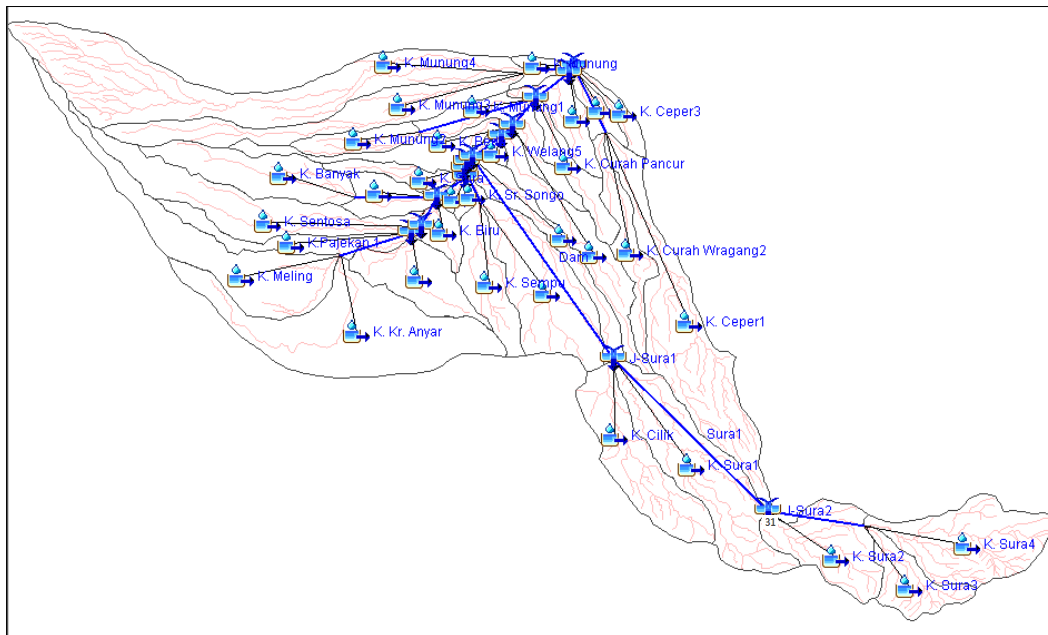 K. Munung4
K. Munung
K. Munung3
K. Munung1
K. Ceper3
K. Munung2
K. Welang5
K. Curah Pancur
K. Banyak
K. Sr. Songo
K. Sentosa
K. Biru
K.Pajekan 1
Dam
K. Curah Wragang2
K. Meling
K. Sempu
K. Ceper1
K. Kr. Anyar
J-Sura1
K. Cilik
Sura1
K. Sura1
J-Sura2
31
K. Sura2
K. Sura4
K. Sura3